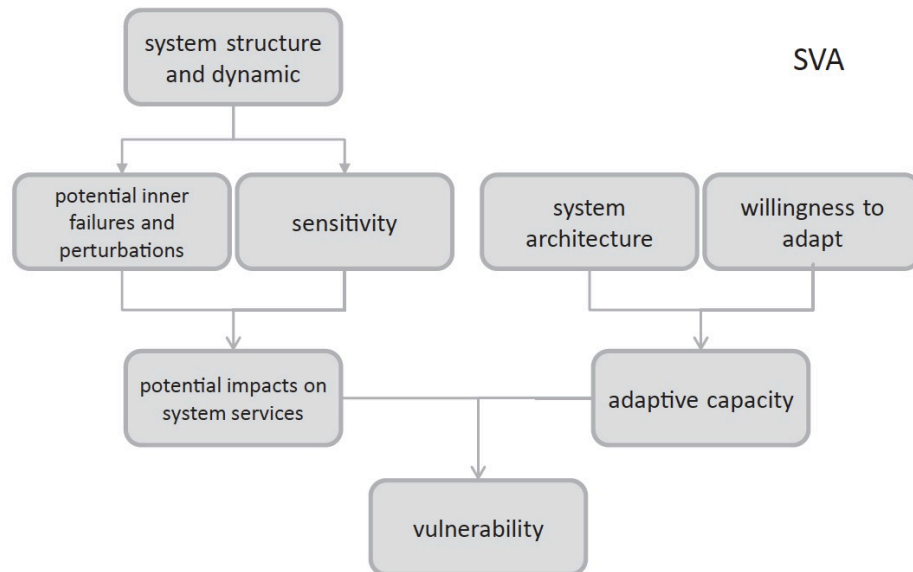 system structure
and dynamic
SVA
potential inner
failures and
perturbations
sensitivity
system
architecture
willingness to
adapt
potential impacts on
system services
adaptive capacity
vulnerability